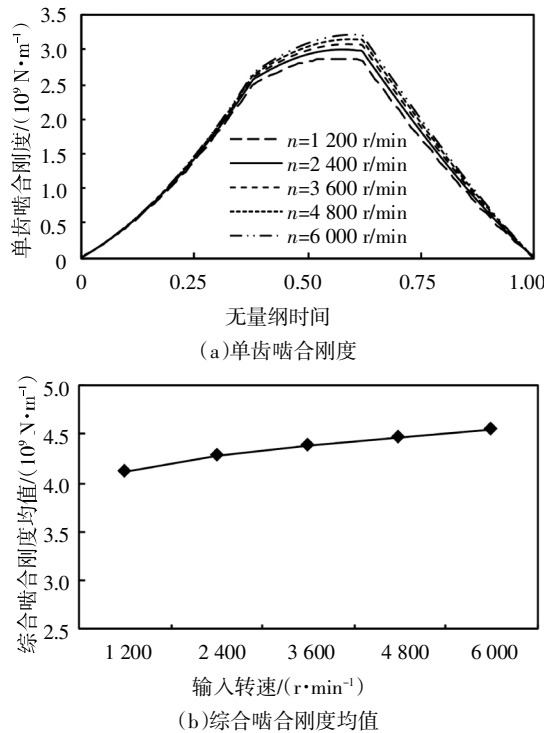 3.5
3.0
2.5
2.0
1.5
1.0
0.5
0
单齿啮合刚度/(10⁹ N·m⁻¹)
n=1 200 r/min
n=2 400 r/min
n=3 600 r/min
n=4 800 r/min
n=6 000 r/min
0 0.25 0.50 0.75 1.00
无量纲时间
(a)单齿啮合刚度
5.0
4.5
4.0
3.5
3.0
2.5
综合啮合刚度均值/(10⁹ N·m⁻¹)
1 200 2 400 3 600 4 800 6 000
输入转速/(r·min⁻¹)
(b)综合啮合刚度均值